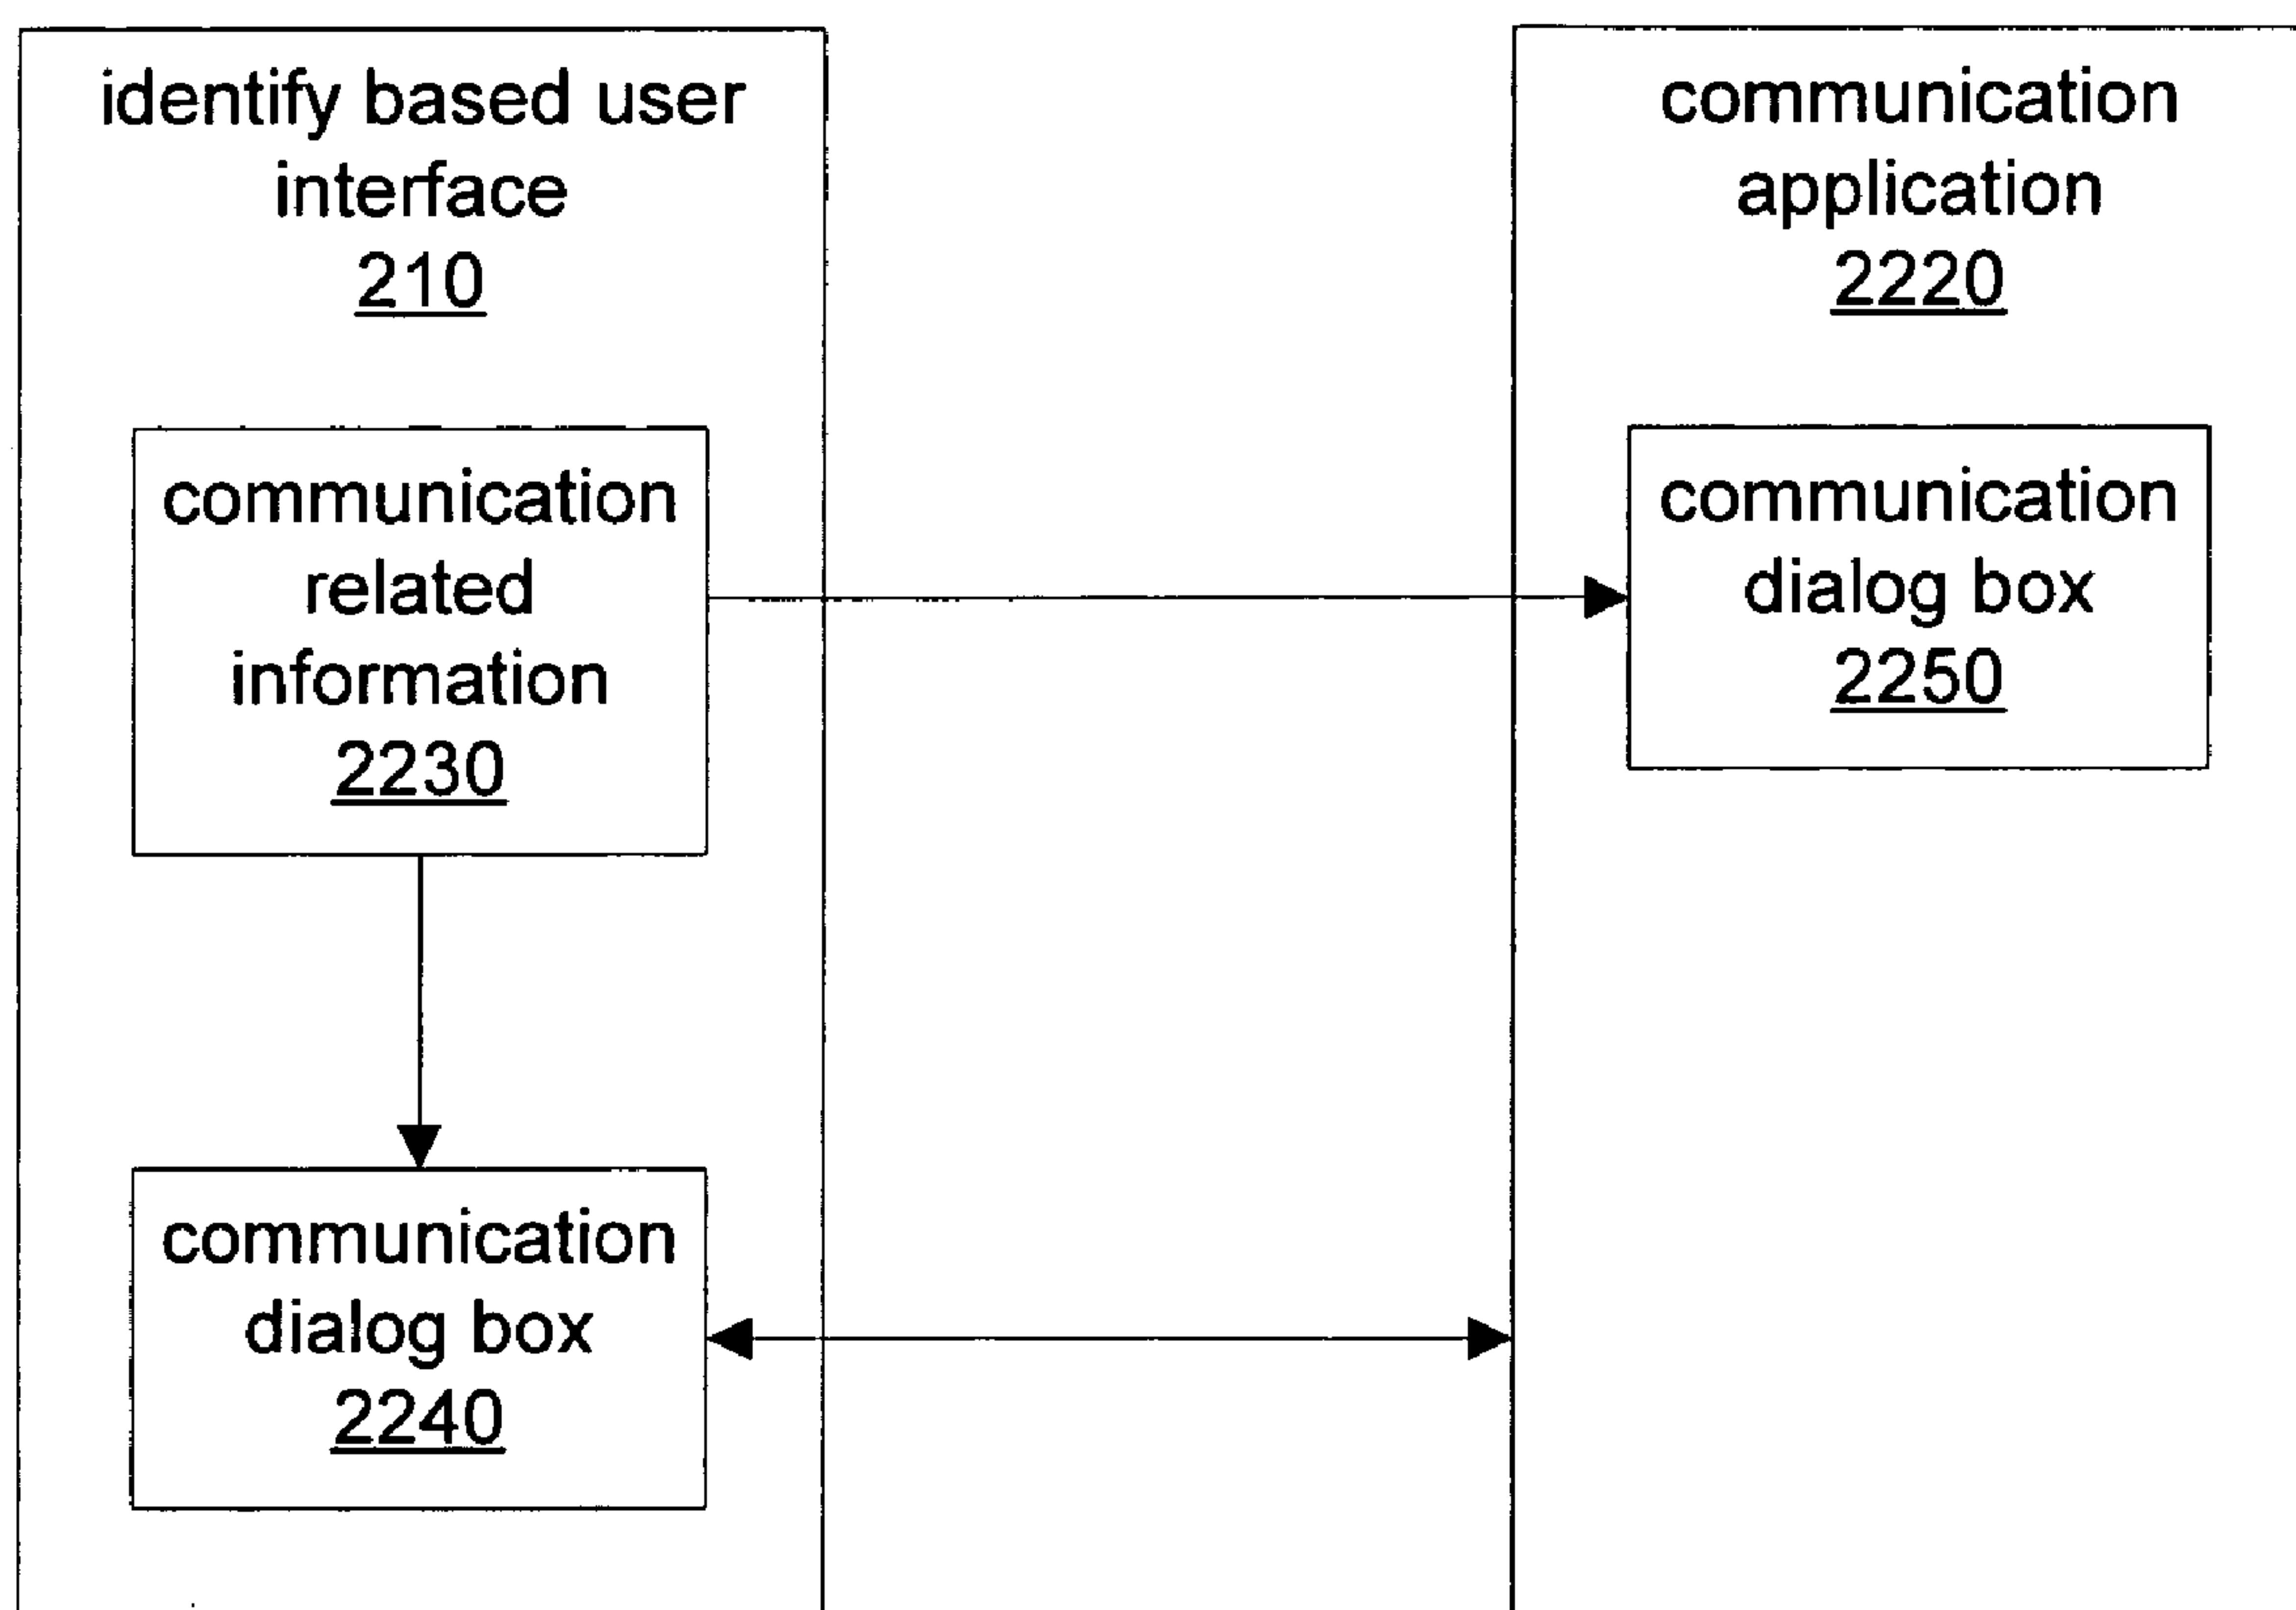 identify based user
interface
210
communication
related
information
2230
communication
dialog box
2240
communication
application
2220
communication
dialog box
2250